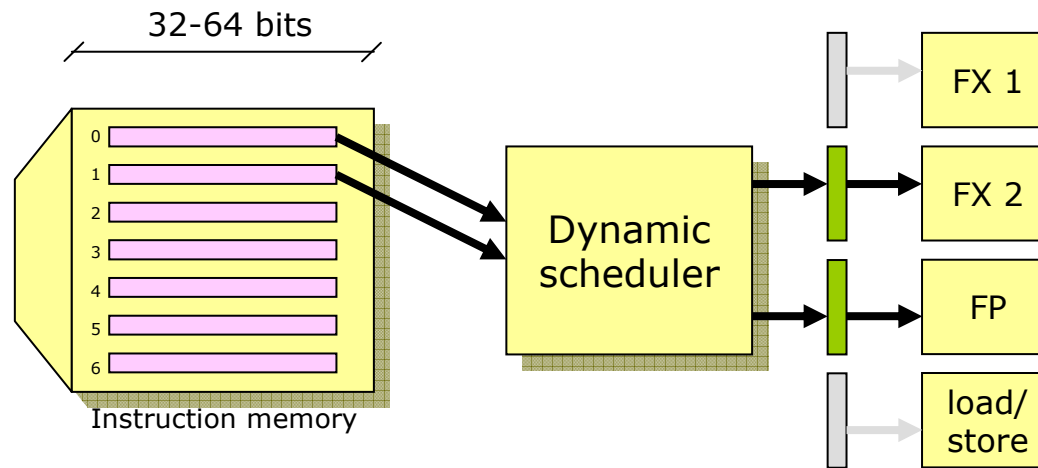 32-64 bits
0
1
2
3
4
5
6
Instruction memory
Dynamic
scheduler
FX 1
FX 2
FP
load/
store